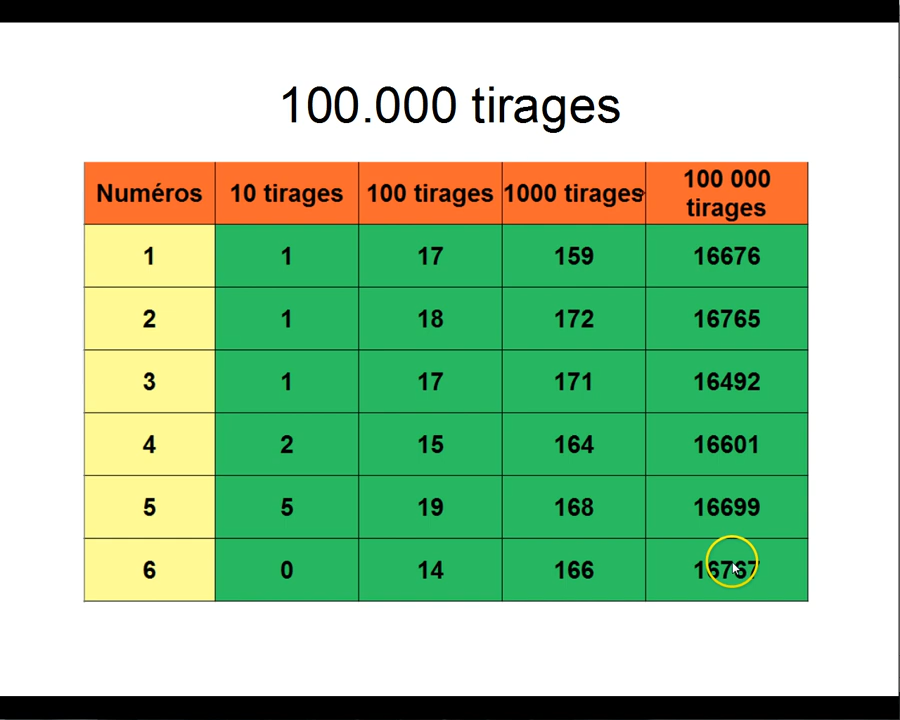 100.000 tirages
Numéros 10 tirages 100 tirages 1000 tirages 100 000 tirages
1 1 17 159 16676
2 1 18 172 16765
3 1 17 171 16492
4 2 15 164 16601
5 5 19 168 16699
6 0 14 166 16767